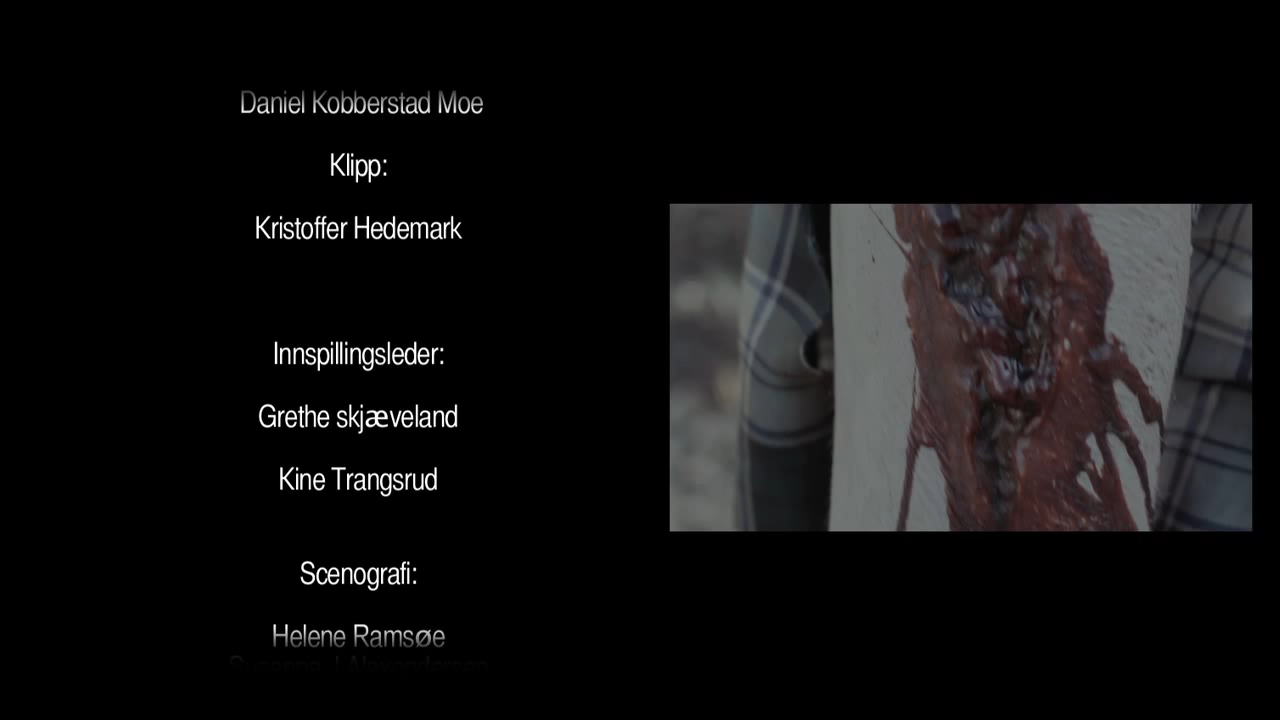 Daniel Kobberstad Moe
Klipp:
Kristoffer Hedemark
Innspillingsleder:
Grethe skjæveland
Kine Trangsrud
Scenografi:
Helene Ramsøe